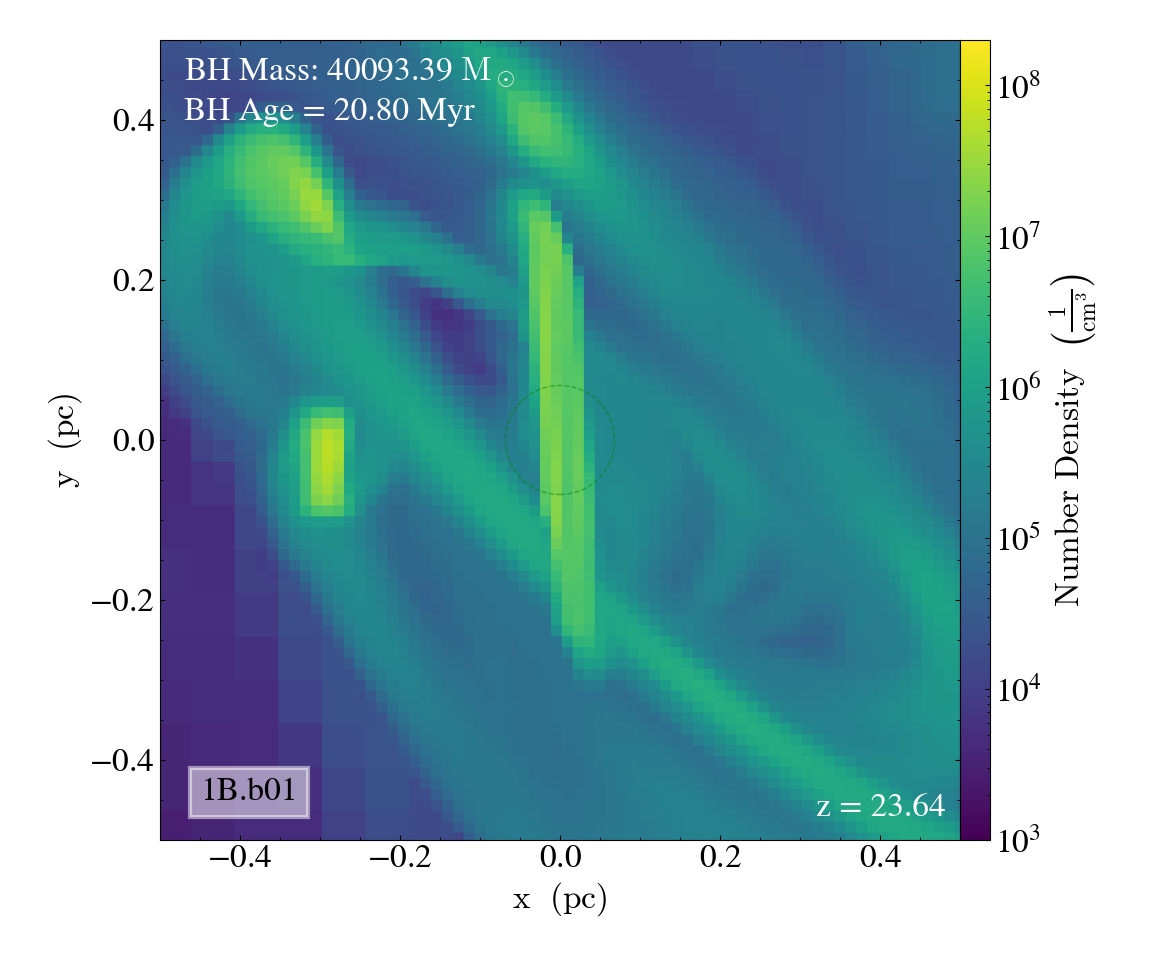 BH Mass: 40093.39 M⊙
BH Age = 20.80 Myr
0.4
0.2
0.0
−0.2
−0.4
y (pc)
1B.b01
z = 23.64
−0.4 −0.2 0.0 0.2 0.4
x (pc)
10⁸
10⁷
10⁶
10⁵
10⁴
10³
Number Density (1/cm³)